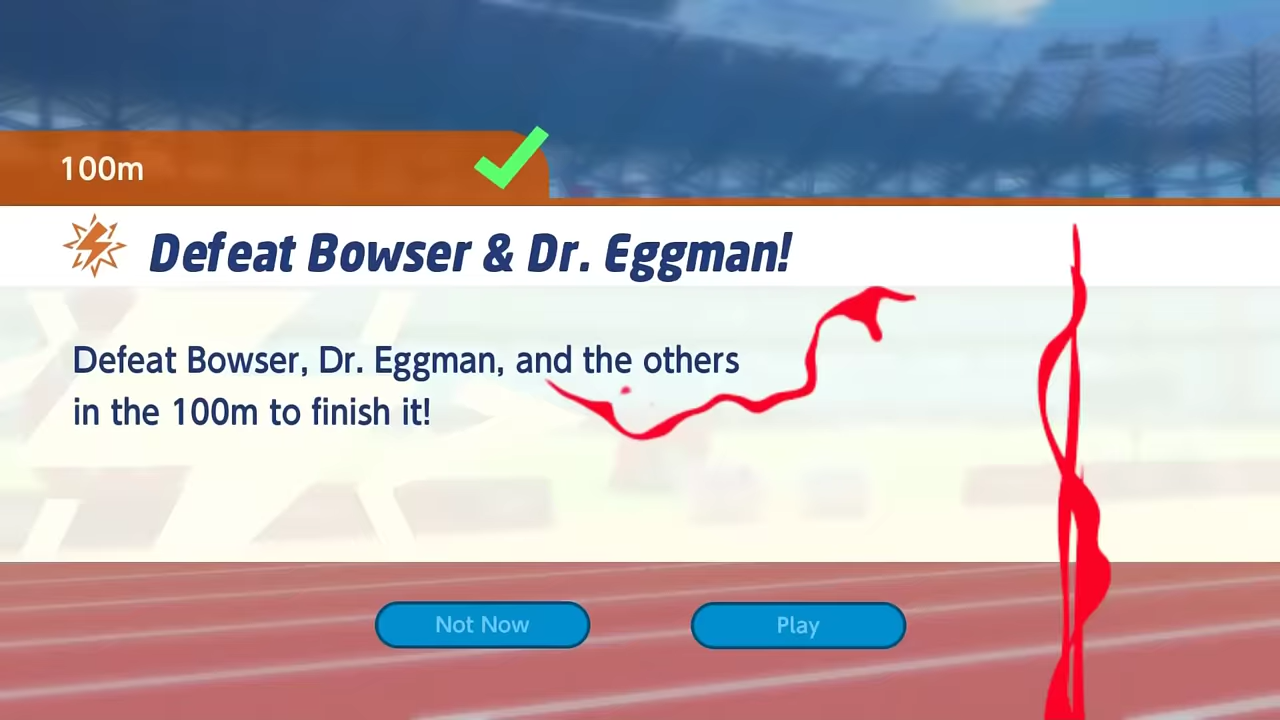 100m
Defeat Bowser & Dr. Eggman!
Defeat Bowser, Dr. Eggman, and the others
in the 100m to finish it!
Not Now
Play